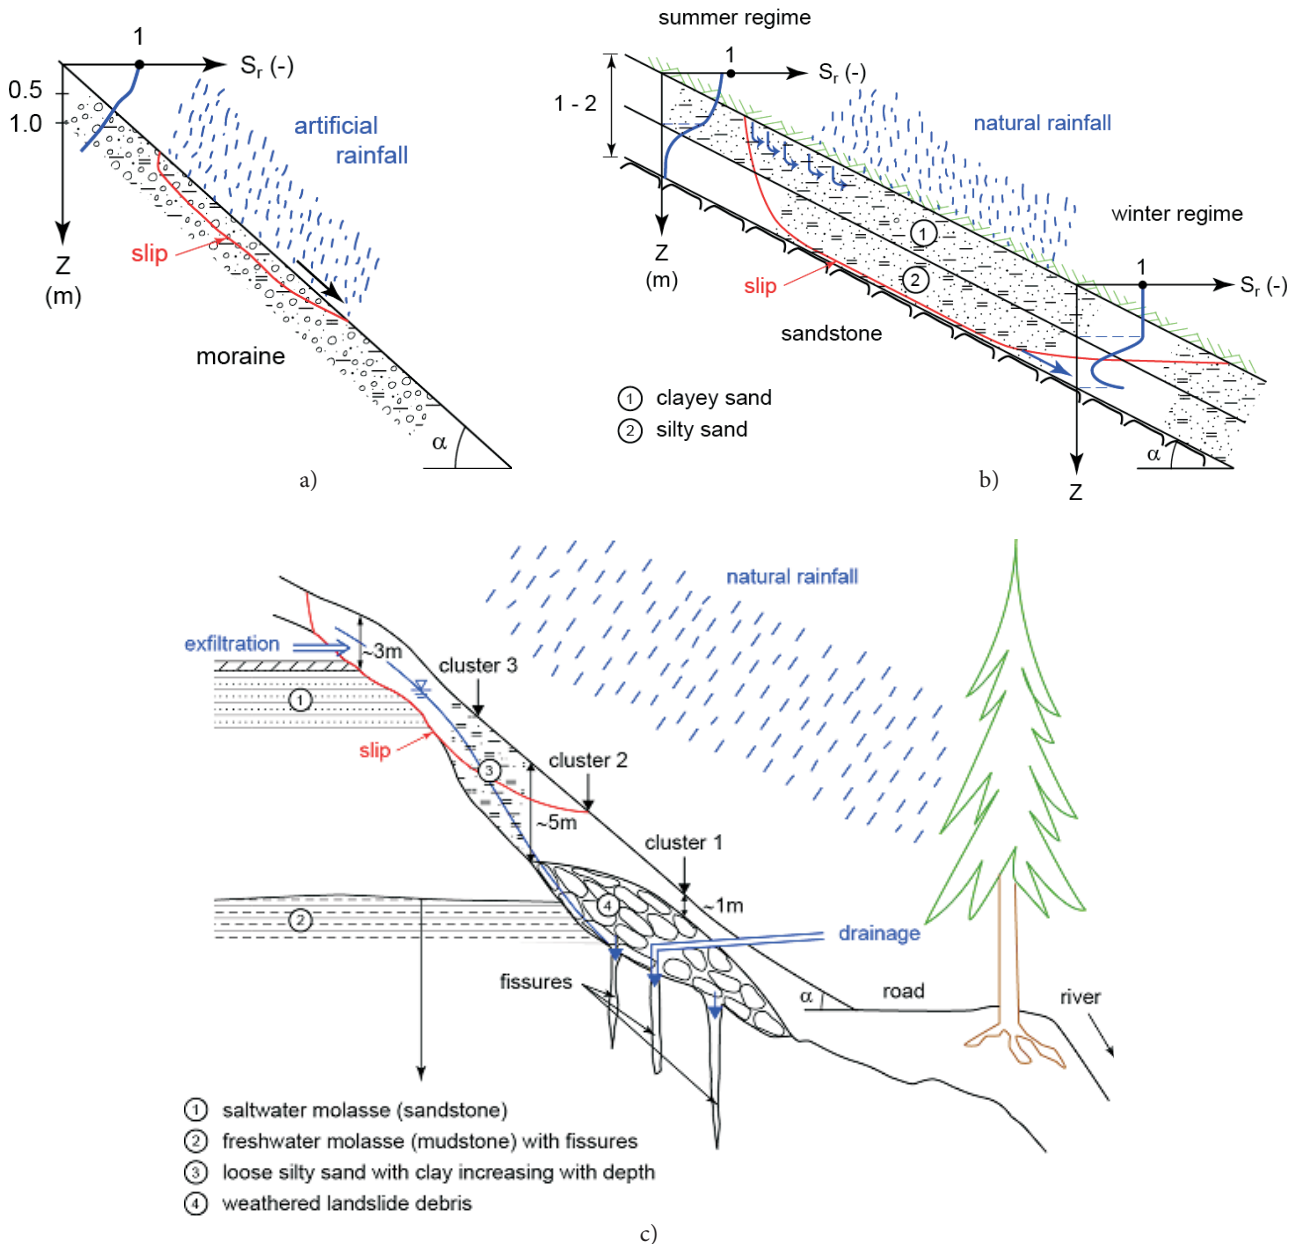 1
Sr (-)
0.5
1.0
artificial
rainfall
slip
Z
(m)
moraine
α
a)
summer regime
1
Sr (-)
1 - 2
natural rainfall
winter regime
1
Sr (-)
1
2
Z
(m)
slip
sandstone
1 clayey sand
2 silty sand
α
Z
b)
natural rainfall
exfiltration
~3m
cluster 3
1
slip
3
cluster 2
~5m
cluster 1
4
~1m
2
drainage
fissures
α
road
river
1 saltwater molasse (sandstone)
2 freshwater molasse (mudstone) with fissures
3 loose silty sand with clay increasing with depth
4 weathered landslide debris
c)